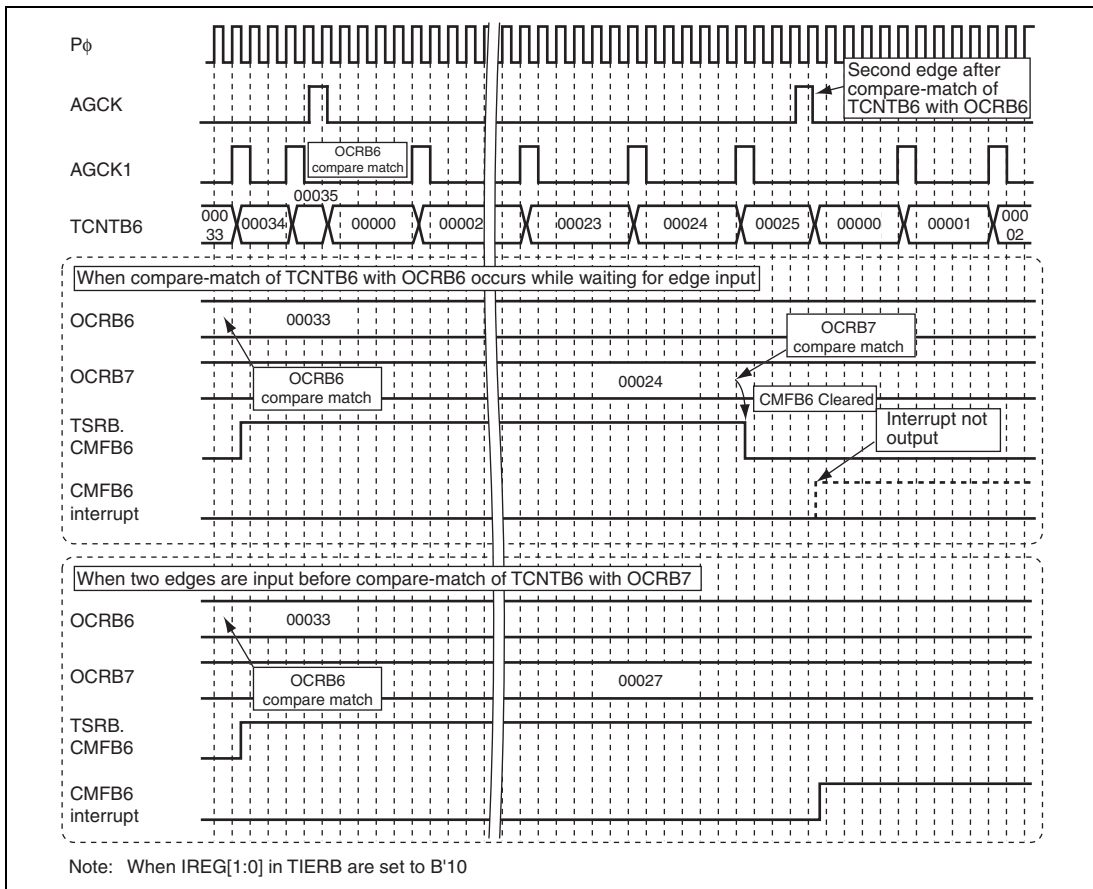 Pφ
Second edge after
compare-match of
TCNTB6 with OCRB6
AGCK
AGCK1
OCRB6
compare match
00035
TCNTB6
000
33
00034
00000
00002
00023
00024
00025
00000
00001
000
02
When compare-match of TCNTB6 with OCRB6 occurs while waiting for edge input
OCRB6
00033
OCRB7
compare match
OCRB7
OCRB6
compare match
00024
CMFB6 Cleared
TSRB.
CMFB6
Interrupt not
output
CMFB6
interrupt
When two edges are input before compare-match of TCNTB6 with OCRB7
OCRB6
00033
OCRB7
OCRB6
compare match
00027
TSRB.
CMFB6
CMFB6
interrupt
Note: When IREG[1:0] in TIERB are set to B'10